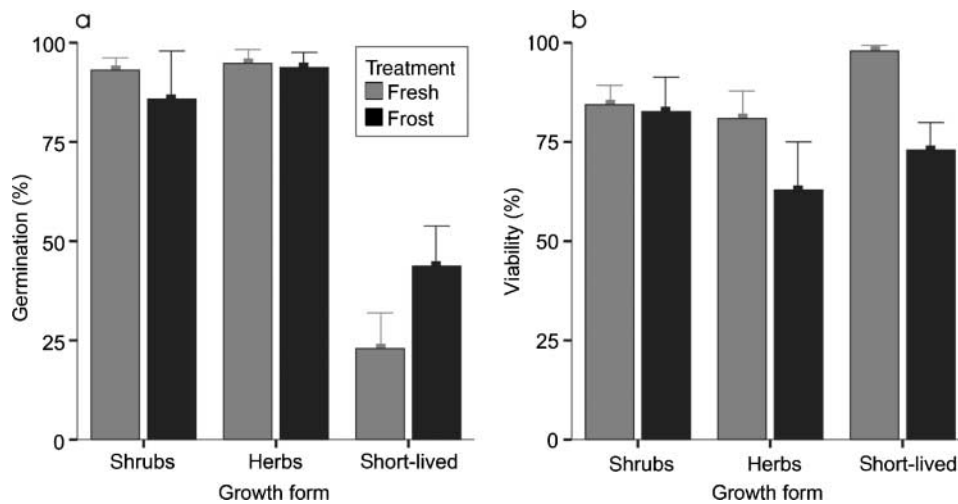 a
Germination (%)
100
75
50
25
0
Treatment
Fresh
Frost
Shrubs Herbs Short-lived
Growth form
b
Viability (%)
100
75
50
25
0
Shrubs Herbs Short-lived
Growth form